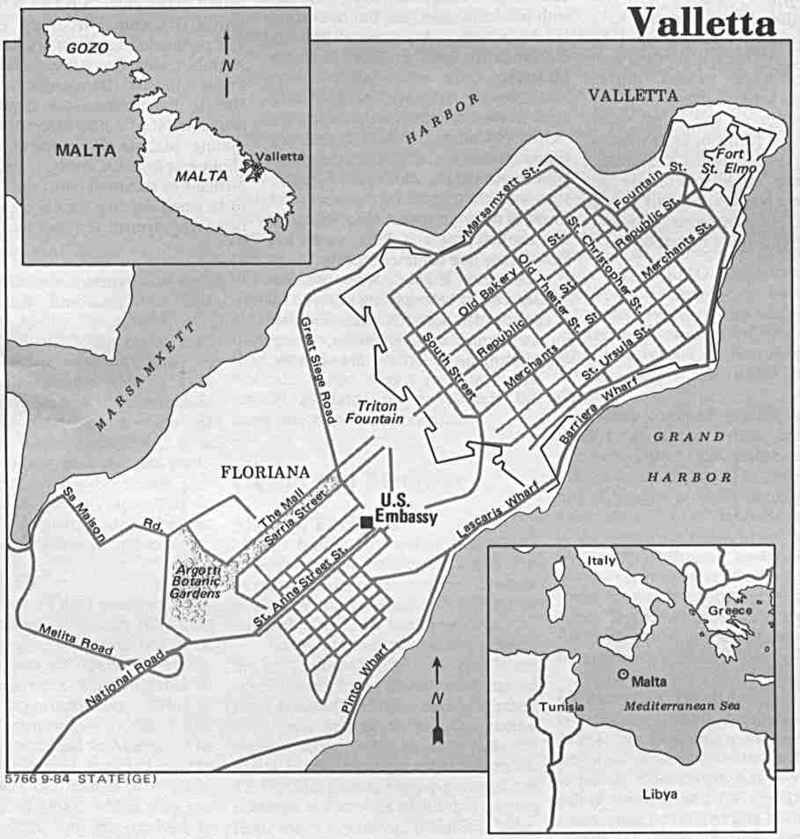 Valletta
GOZO
N
MALTA
Valletta
MALTA
HARBOR
VALLETTA
Fort
St. Elmo
Marsamxett St.
Fountain St.
Republic St.
Merchants St.
St. Christopher St.
Old Bakery St.
Old Theater St.
Republic St.
Merchants St.
St. Ursula St.
South Street
Great Siege Road
MARSAMXETT
Triton
Fountain
Barriera Wharf
GRAND
HARBOR
FLORIANA
The Mall
Sarria Street
U.S.
Embassy
Lascaris Wharf
Sa Maison Rd.
Argotti
Botanic
Gardens
St. Anne Street St.
Melita Road
National Road
Pinto Wharf
N
Italy
Greece
Malta
Tunisia
Mediterranean Sea
Libya
5766 9-84 STATE(GE)